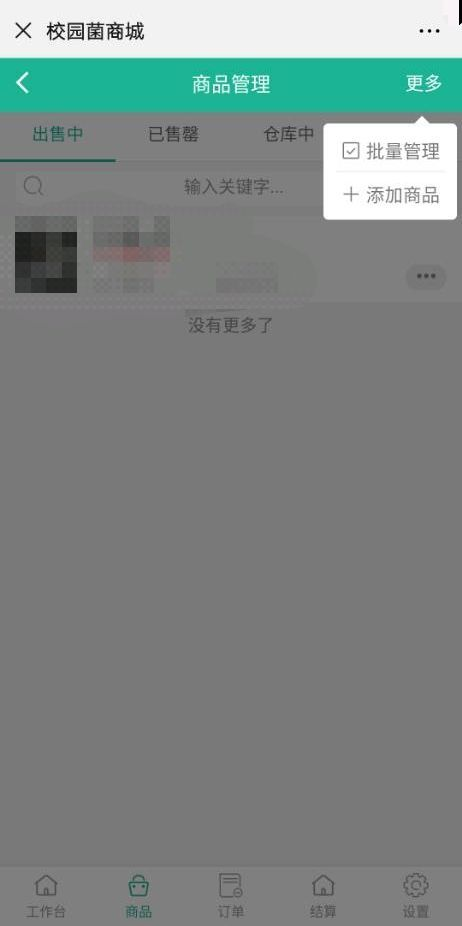 校园菌商城
商品管理
更多
出售中
已售罄
仓库中
批量管理
添加商品
输入关键字...
没有更多了
工作台
商品
订单
结算
设置